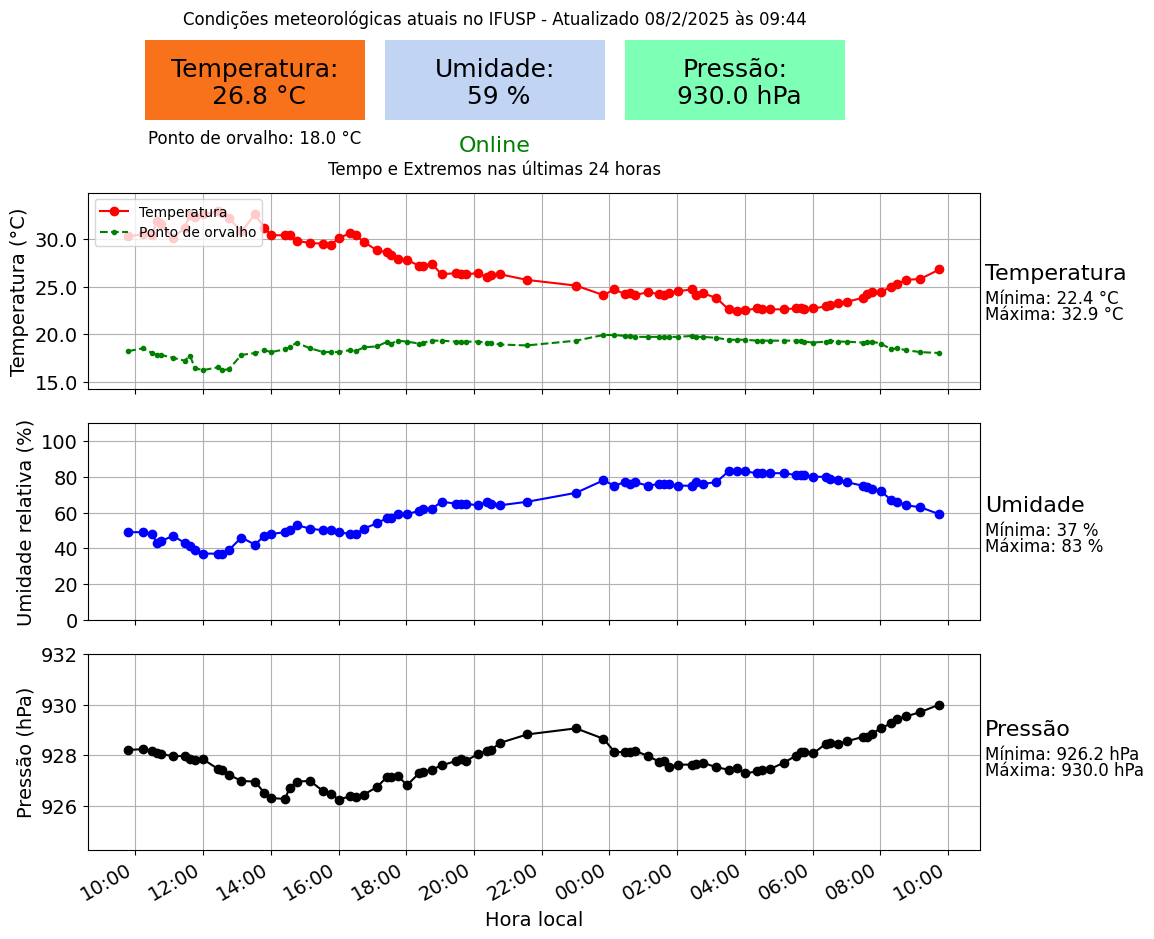 Condições meteorológicas atuais no IFUSP - Atualizado 08/2/2025 às 09:44
Temperatura:
26.8 °C
Umidade:
59 %
Pressão:
930.0 hPa
Ponto de orvalho: 18.0 °C
Online
Tempo e Extremos nas últimas 24 horas
Temperatura (°C)
30.0
25.0
20.0
15.0
Temperatura
Ponto de orvalho
Temperatura
Mínima: 22.4 °C
Máxima: 32.9 °C
Umidade relativa (%)
100
80
60
40
20
0
Umidade
Mínima: 37 %
Máxima: 83 %
Pressão (hPa)
932
930
928
926
Pressão
Mínima: 926.2 hPa
Máxima: 930.0 hPa
10:00 12:00 14:00 16:00 18:00 20:00 22:00 00:00 02:00 04:00 06:00 08:00 10:00
Hora local